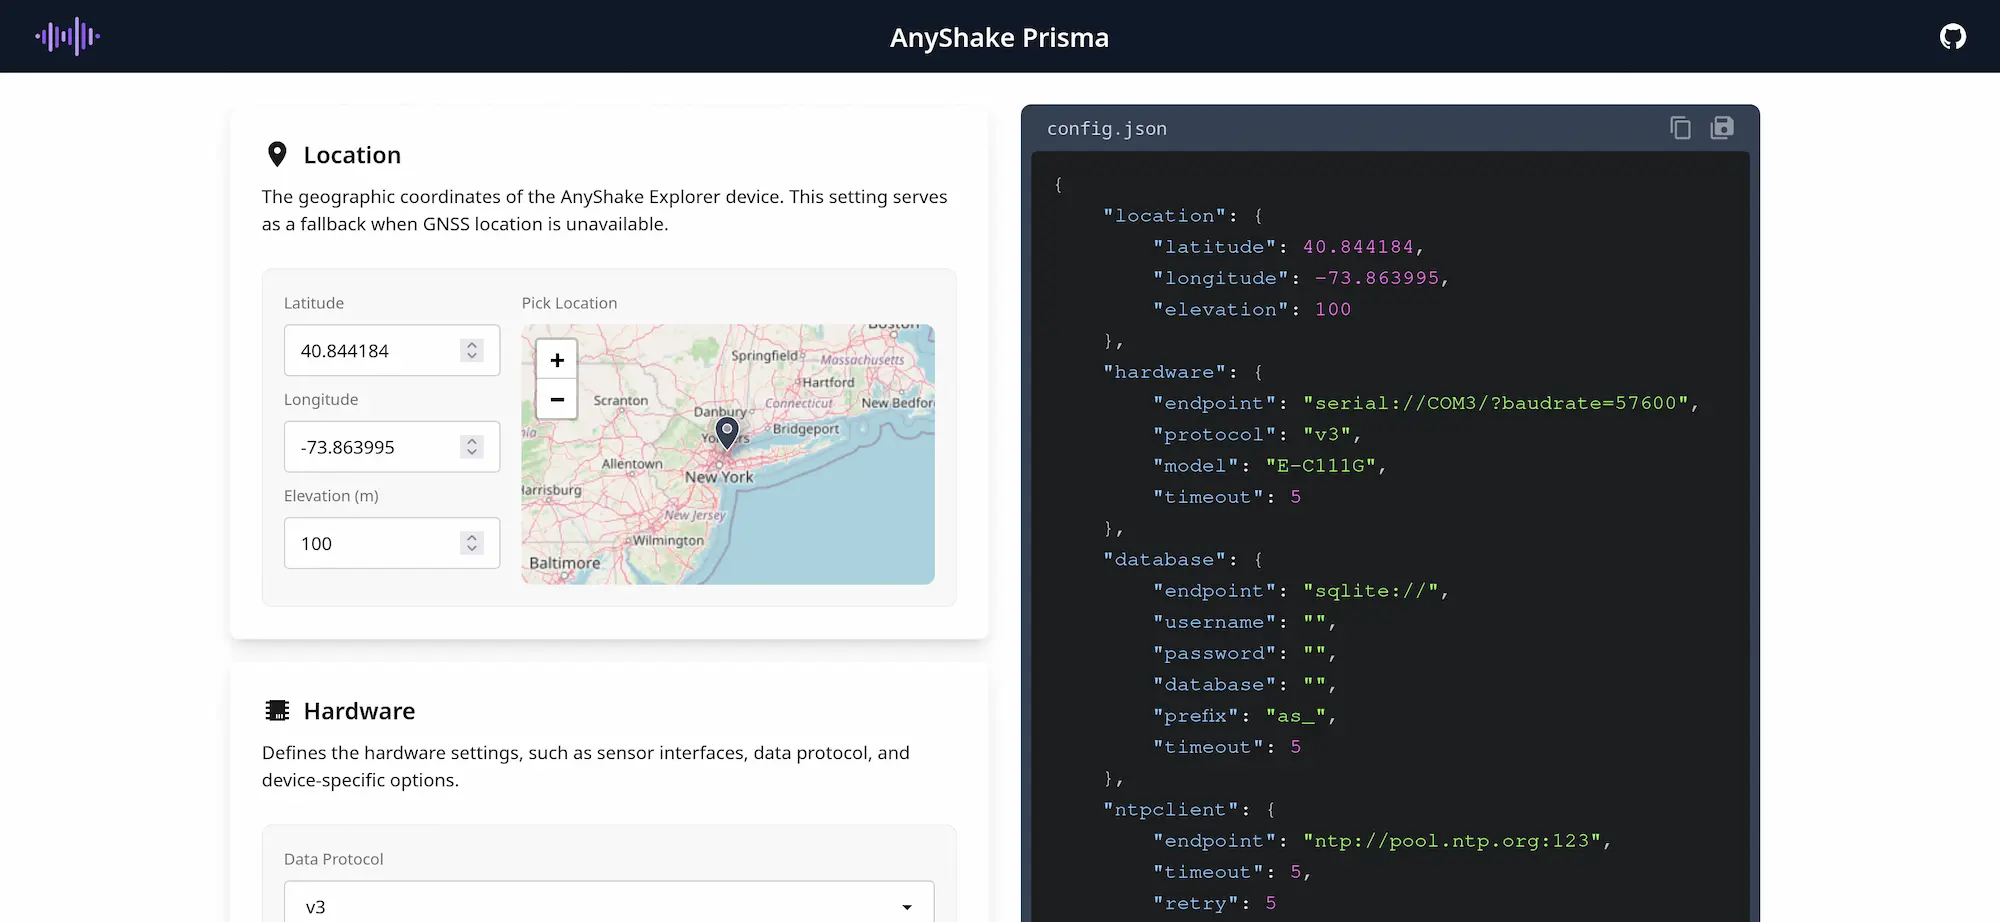 AnyShake Prisma
Location
The geographic coordinates of the AnyShake Explorer device. This setting serves
as a fallback when GNSS location is unavailable.
Latitude
40.844184
Longitude
-73.863995
Elevation (m)
100
Pick Location
+
−
Boston
Springfield
Massachusetts
Hartford
Scranton
Connecticut
New Bedfor
Danbury
Bridgeport
nia
Allentown
New York
Harrisburg
New Jersey
Wilmington
Baltimore
Hardware
Defines the hardware settings, such as sensor interfaces, data protocol, and
device-specific options.
Data Protocol
v3
config.json
{
"location": {
"latitude": 40.844184,
"longitude": -73.863995,
"elevation": 100
},
"hardware": {
"endpoint": "serial://COM3/?baudrate=57600",
"protocol": "v3",
"model": "E-C111G",
"timeout": 5
},
"database": {
"endpoint": "sqlite://",
"username": "",
"password": "",
"database": "",
"prefix": "as_",
"timeout": 5
},
"ntpclient": {
"endpoint": "ntp://pool.ntp.org:123",
"timeout": 5,
"retry": 5